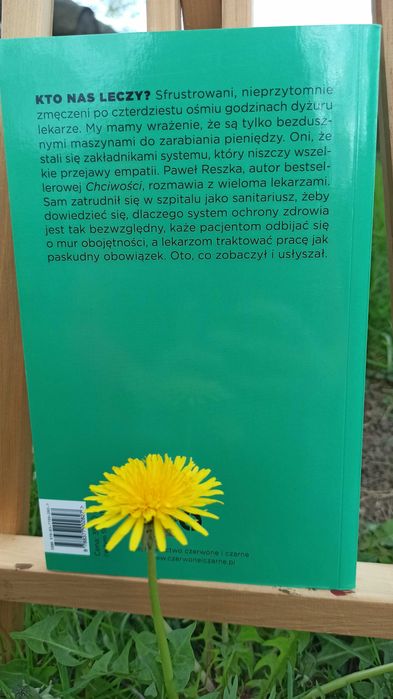 KTO NAS LECZY? Sfrustrowani, nieprzytomnie
zmęczeni po czterdziestu ośmiu godzinach dyżuru
lekarze. My mamy wrażenie, że są tylko bezdusz-
nymi maszynami do zarabiania pieniędzy. Oni, że
stali się zakładnikami systemu, który niszczy wszel-
kie przejawy empatii. Paweł Reszka, autor bestsel-
lerowej Chciwości, rozmawia z wieloma lekarzami.
Sam zatrudnił się w szpitalu jako sanitariusz, żeby
dowiedzieć się, dlaczego system ochrony zdrowia
jest tak bezwzględny, każe pacjentom odbijać się
o mur obojętności, a lekarzom traktować pracę jak
paskudny obowiązek. Oto, co zobaczył i usłyszał.
czerwone i czarne
www.czerwoneiczarne.pl